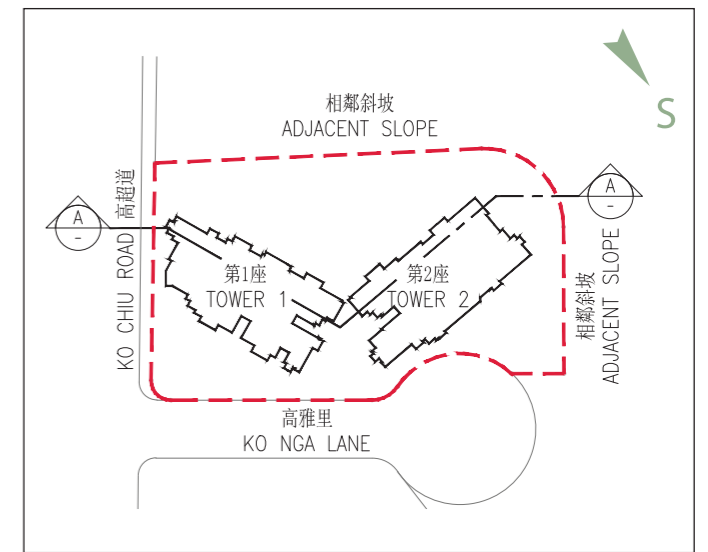 S
相鄰斜坡
ADJACENT SLOPE
A
-
A
-
KO CHIU ROAD 高超道
第1座
TOWER 1
第2座
TOWER 2
相鄰斜坡
ADJACENT SLOPE
高雅里
KO NGA LANE